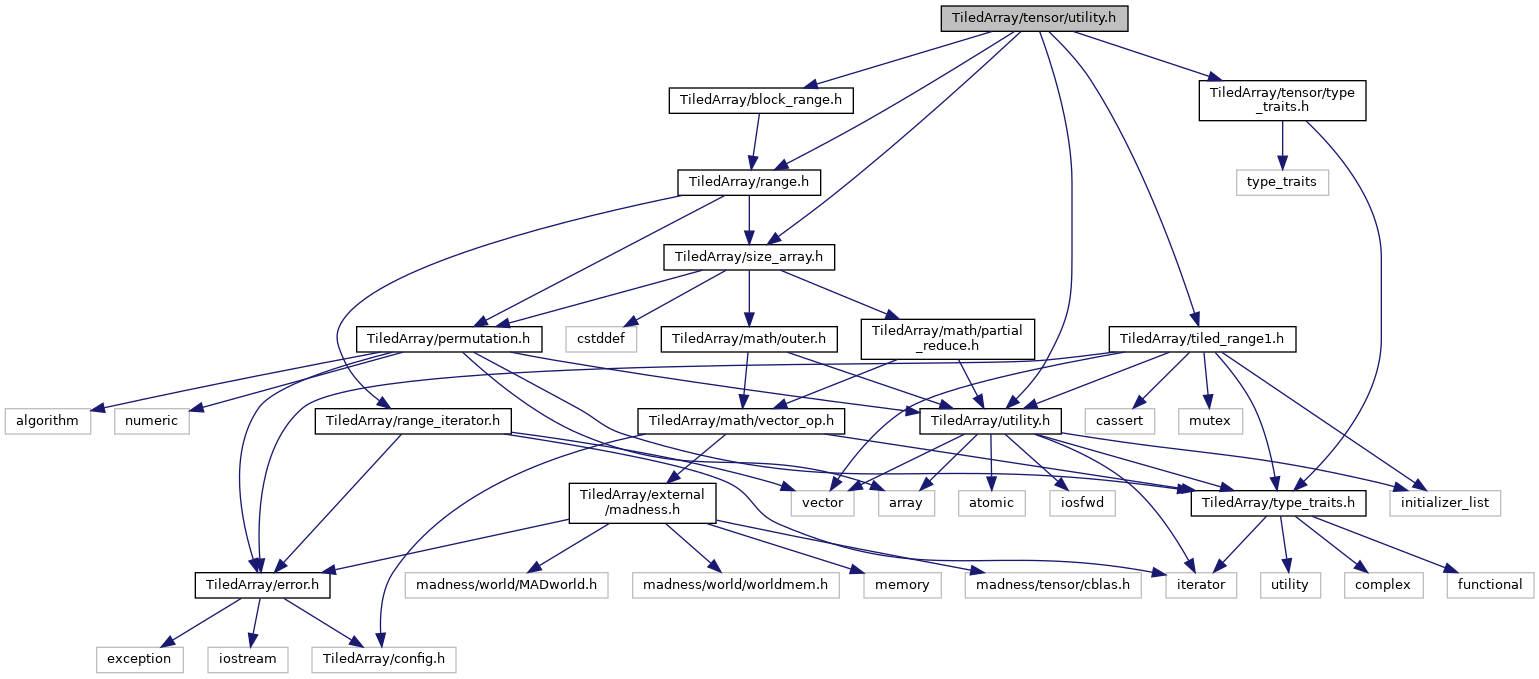 TiledArray/tensor/utility.h
TiledArray/block_range.h
TiledArray/tensor/type
_traits.h
TiledArray/range.h
type_traits
TiledArray/size_array.h
TiledArray/permutation.h
cstddef
TiledArray/math/outer.h
TiledArray/math/partial
_reduce.h
TiledArray/tiled_range1.h
algorithm
numeric
TiledArray/range_iterator.h
TiledArray/math/vector_op.h
TiledArray/utility.h
cassert
mutex
TiledArray/external
/madness.h
vector
array
atomic
iosfwd
TiledArray/type_traits.h
initializer_list
TiledArray/error.h
madness/world/MADworld.h
madness/world/worldmem.h
memory
madness/tensor/cblas.h
iterator
utility
complex
functional
exception
iostream
TiledArray/config.h